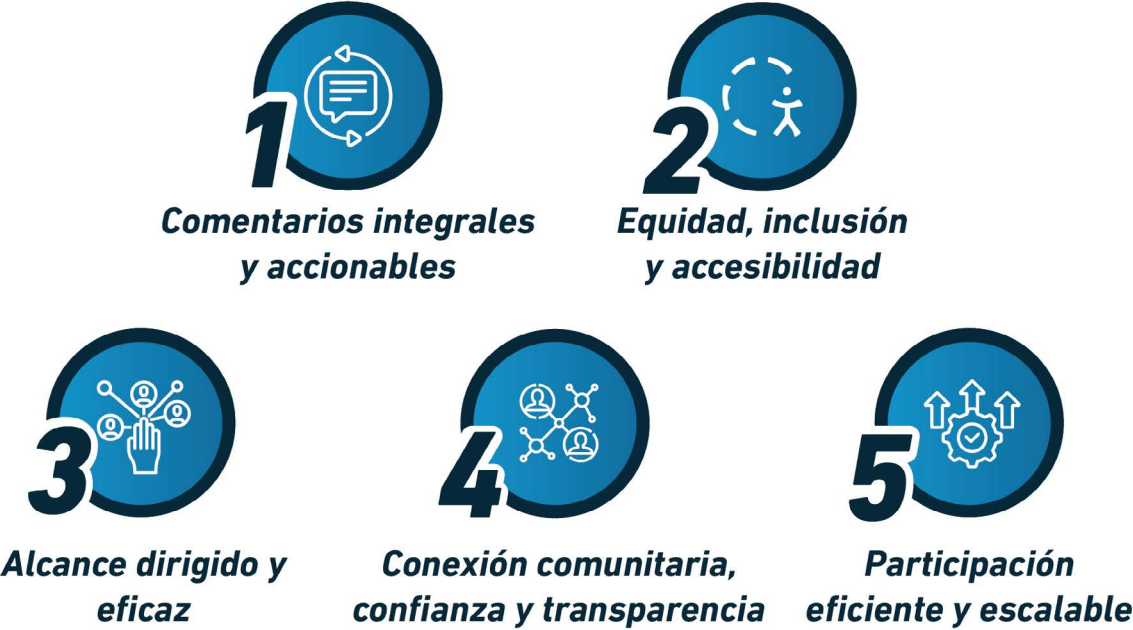 1
Comentarios integrales
y accionables
2
Equidad, inclusión
y accesibilidad
3
Alcance dirigido y
eficaz
4
Conexión comunitaria,
confianza y transparencia
5
Participación
eficiente y escalable